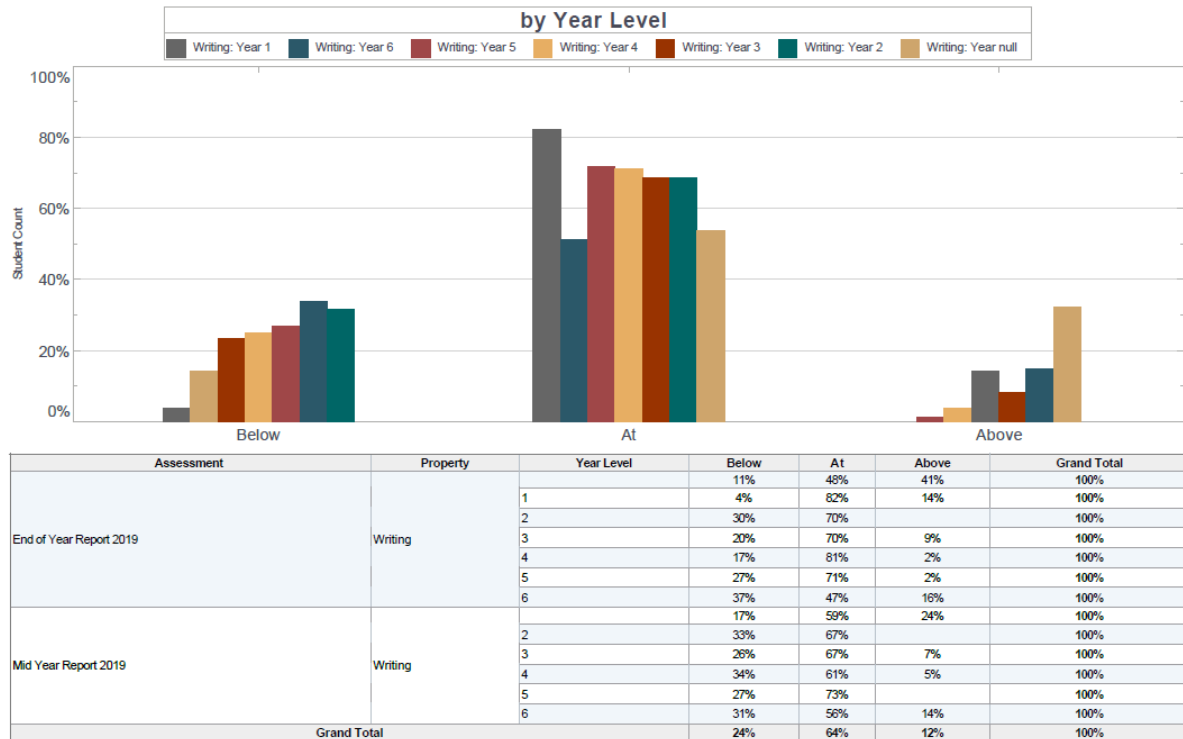 by Year Level
Writing: Year 1 Writing: Year 6 Writing: Year 5 Writing: Year 4 Writing: Year 3 Writing: Year 2 Writing: Year null
100%
80%
60%
40%
20%
0%
Student Count
Below At Above
Assessment Property Year Level Below At Above Grand Total
11% 48% 41% 100%
1 4% 82% 14% 100%
2 30% 70% 100%
End of Year Report 2019 Writing 3 20% 70% 9% 100%
4 17% 81% 2% 100%
5 27% 71% 2% 100%
6 37% 47% 16% 100%
17% 59% 24% 100%
2 33% 67% 100%
Mid Year Report 2019 Writing 3 26% 67% 7% 100%
4 34% 61% 5% 100%
5 27% 73% 100%
6 31% 56% 14% 100%
Grand Total 24% 64% 12% 100%